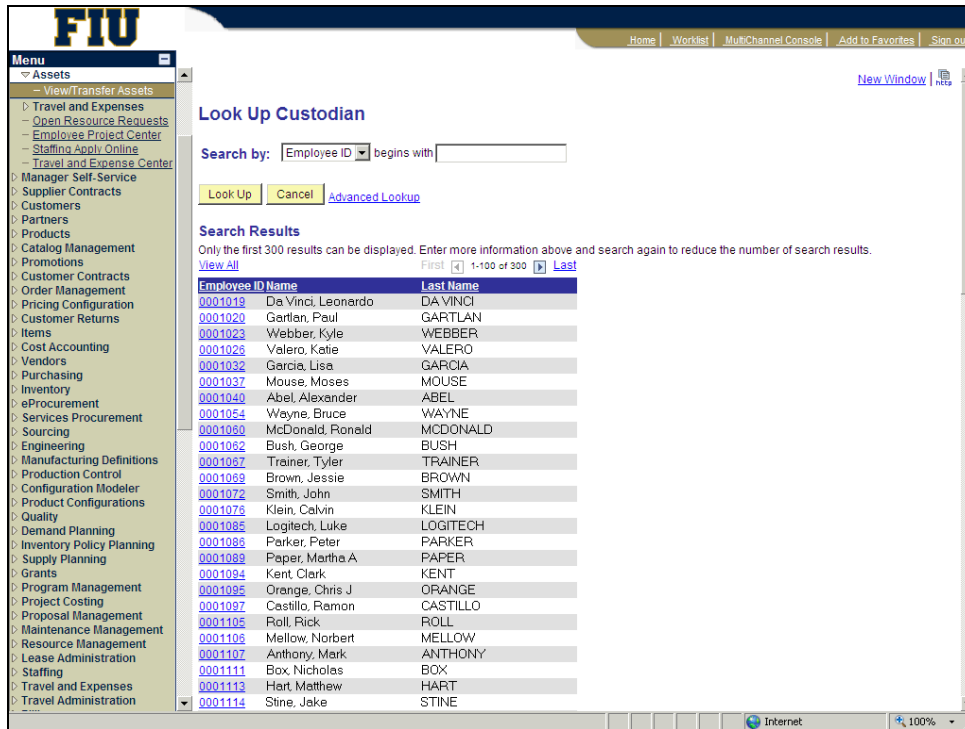 FIU
Home | Worklist | MultiChannel Console | Add to Favorites | Sign ou
Menu
Assets
– View/Transfer Assets
Travel and Expenses
– Open Resource Requests
– Employee Project Center
– Staffing Apply Online
– Travel and Expense Center
Manager Self-Service
Supplier Contracts
Customers
Partners
Products
Catalog Management
Promotions
Customer Contracts
Order Management
Pricing Configuration
Customer Returns
Items
Cost Accounting
Vendors
Purchasing
Inventory
eProcurement
Services Procurement
Sourcing
Engineering
Manufacturing Definitions
Production Control
Configuration Modeler
Product Configurations
Quality
Demand Planning
Inventory Policy Planning
Supply Planning
Grants
Program Management
Project Costing
Proposal Management
Maintenance Management
Resource Management
Lease Administration
Staffing
Travel and Expenses
Travel Administration
New Window | http
Look Up Custodian
Search by: Employee ID begins with
Look Up Cancel Advanced Lookup
Search Results
Only the first 300 results can be displayed. Enter more information above and search again to reduce the number of search results.
View All First 1-100 of 300 Last
Employee ID Name Last Name
0001019 Da Vinci, Leonardo DA VINCI
0001020 Gartlan, Paul GARTLAN
0001023 Webber, Kyle WEBBER
0001026 Valero, Katie VALERO
0001032 Garcia, Lisa GARCIA
0001037 Mouse, Moses MOUSE
0001040 Abel, Alexander ABEL
0001054 Wayne, Bruce WAYNE
0001060 McDonald, Ronald MCDONALD
0001062 Bush, George BUSH
0001067 Trainer, Tyler TRAINER
0001069 Brown, Jessie BROWN
0001072 Smith, John SMITH
0001076 Klein, Calvin KLEIN
0001085 Logitech, Luke LOGITECH
0001086 Parker, Peter PARKER
0001089 Paper, Martha A PAPER
0001094 Kent, Clark KENT
0001095 Orange, Chris J ORANGE
0001097 Castillo, Ramon CASTILLO
0001105 Roll, Rick ROLL
0001106 Mellow, Norbert MELLOW
0001107 Anthony, Mark ANTHONY
0001111 Box, Nicholas BOX
0001113 Hart, Matthew HART
0001114 Stine, Jake STINE
Internet 100%